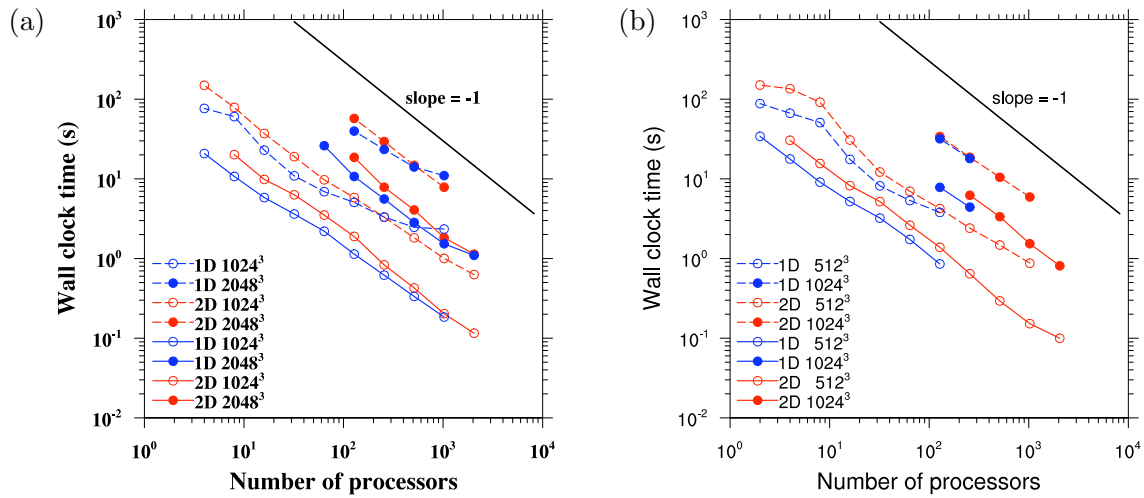 (a)
Wall clock time (s)
10³
10²
10¹
10⁰
10⁻¹
10⁻²
slope = -1
1D 1024³
1D 2048³
2D 1024³
2D 2048³
1D 1024³
1D 2048³
2D 1024³
2D 2048³
10⁰ 10¹ 10² 10³ 10⁴
Number of processors
(b)
Wall clock time (s)
10³
10²
10¹
10⁰
10⁻¹
10⁻²
slope = -1
1D 512³
1D 1024³
2D 512³
2D 1024³
1D 512³
1D 1024³
2D 512³
2D 1024³
10⁰ 10¹ 10² 10³ 10⁴
Number of processors